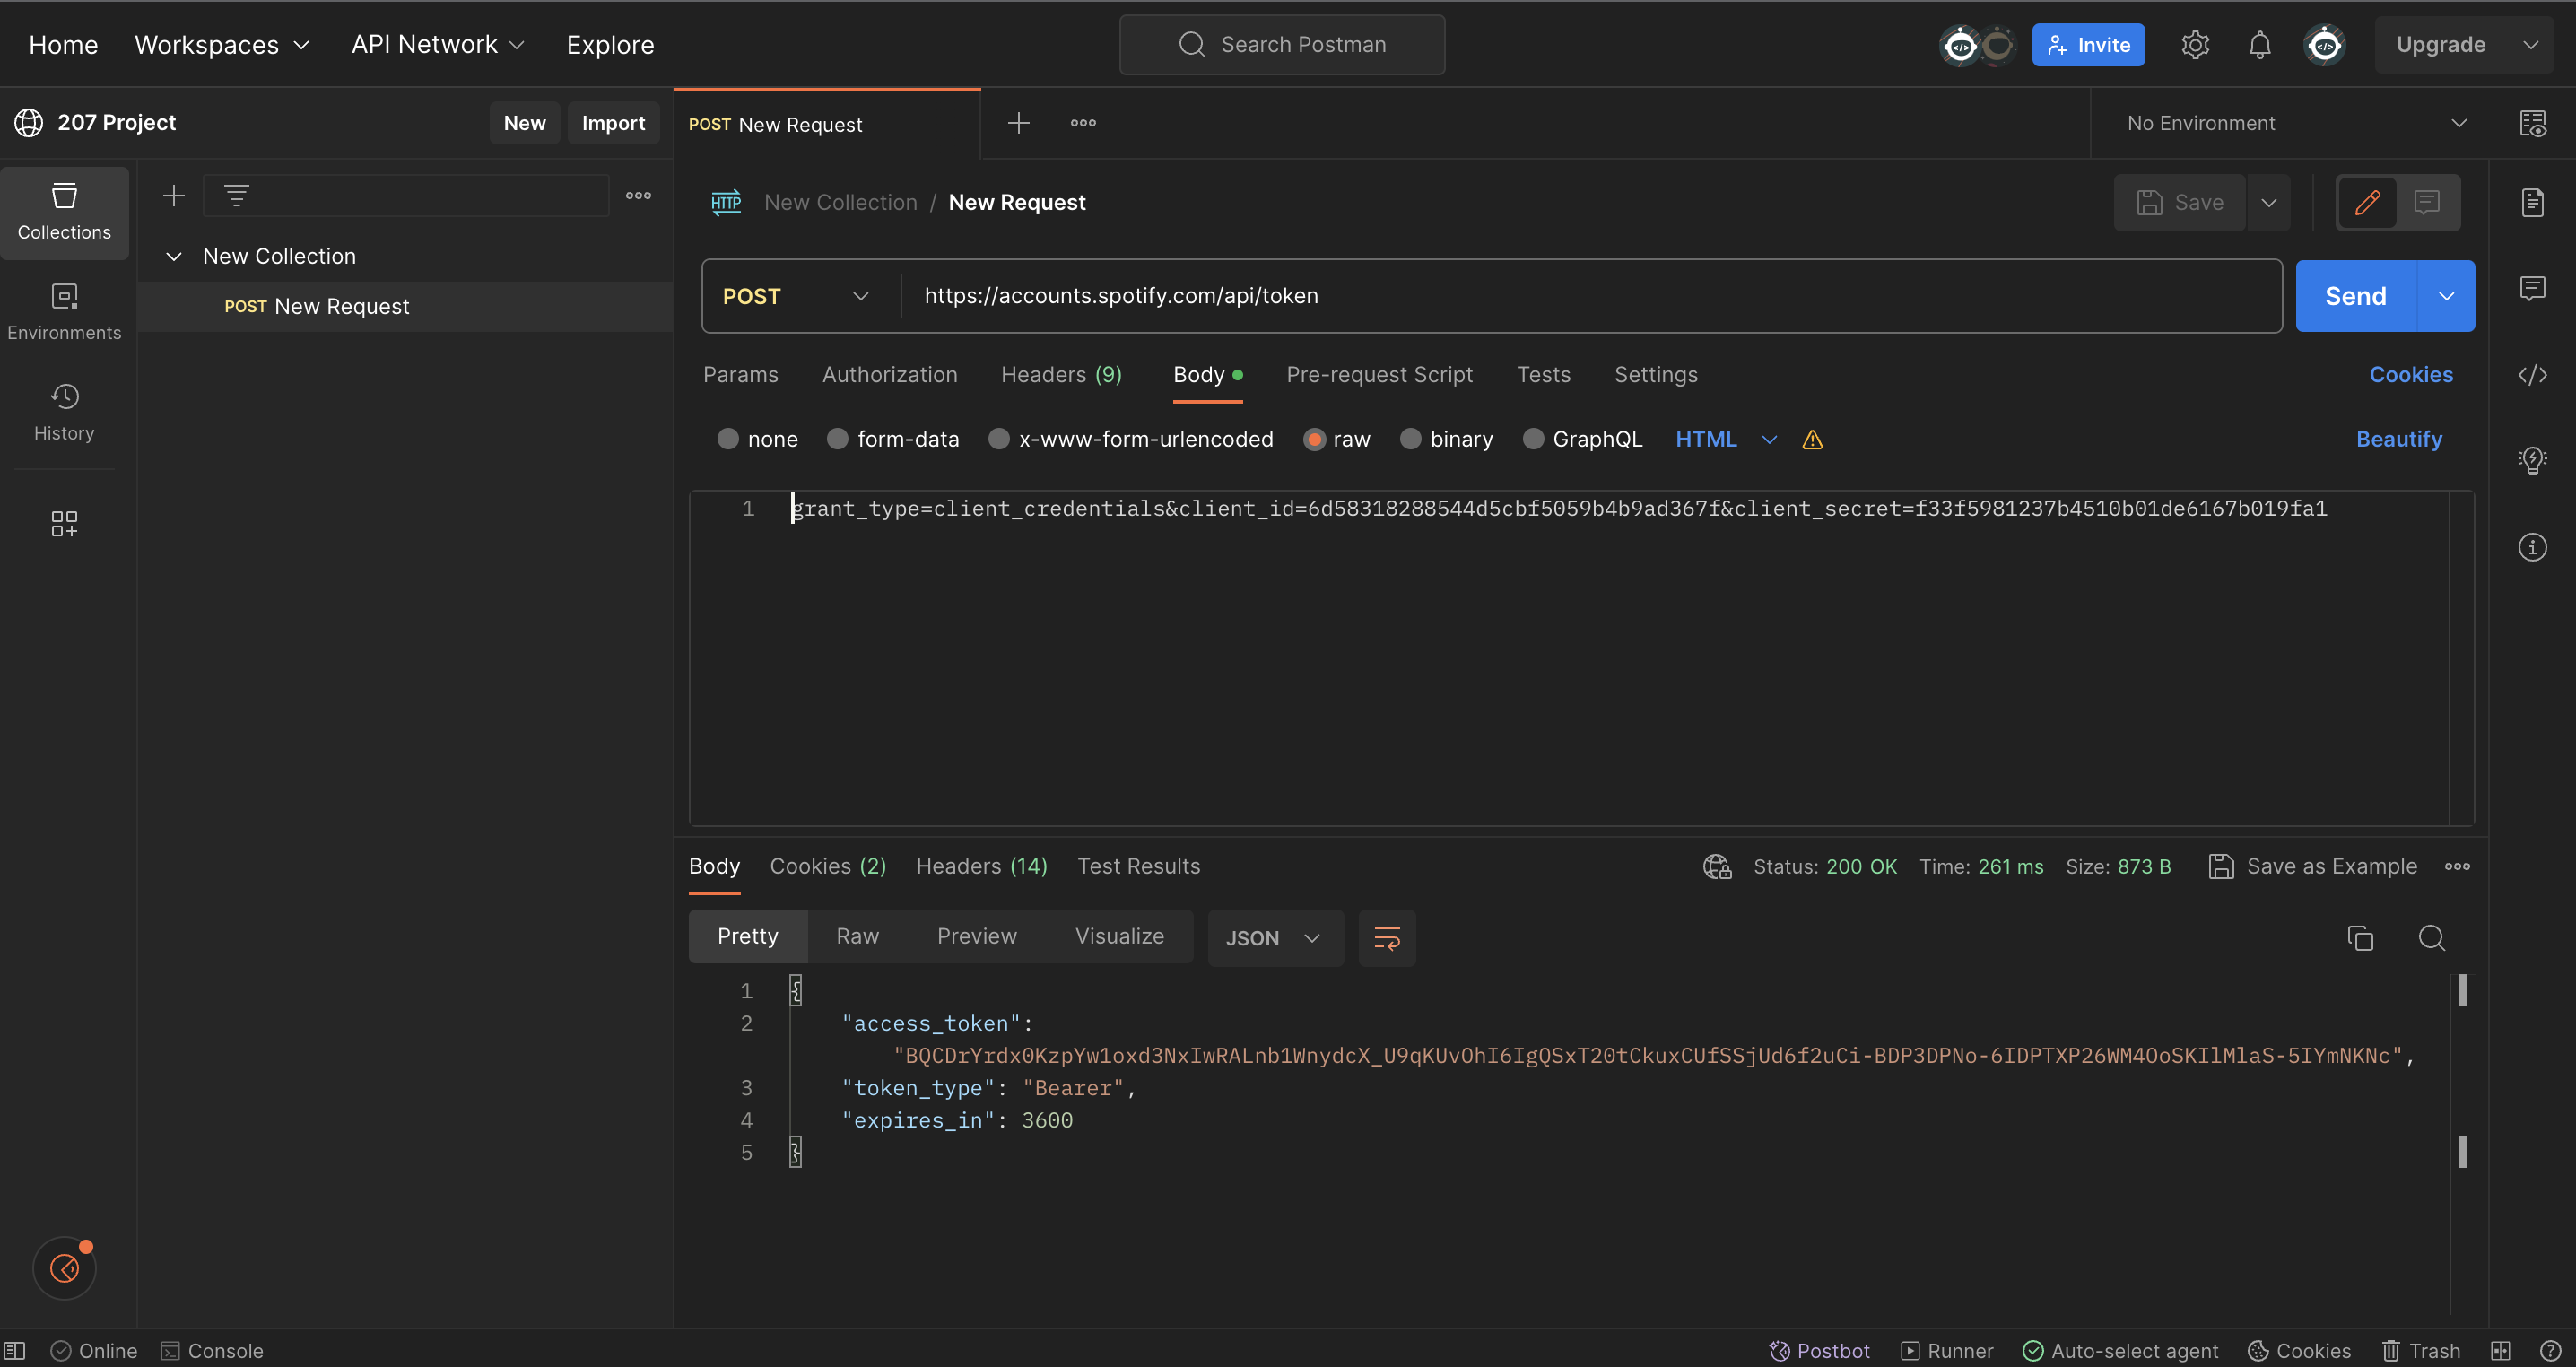 Home Workspaces API Network Explore Search Postman Invite Upgrade
207 Project New Import POST New Request No Environment
Collections
New Collection
POST New Request
Environments
History
HTTP New Collection / New Request Save
POST https://accounts.spotify.com/api/token Send
Params Authorization Headers (9) Body Pre-request Script Tests Settings Cookies
none form-data x-www-form-urlencoded raw binary GraphQL HTML Beautify
1 grant_type=client_credentials&client_id=6d58318288544d5cbf5059b4b9ad367f&client_secret=f33f5981237b4510b01de6167b019fa1
Body Cookies (2) Headers (14) Test Results Status: 200 OK Time: 261 ms Size: 873 B Save as Example
Pretty Raw Preview Visualize JSON
1 {
2 "access_token":
"BQCDrYrdx0KzpYw1oxd3NxIwRALnb1WnydcX_U9qKUvOhI6IgQSxT20tCkuxCUfSSjUd6f2uCi-BDP3DPNo-6IDPTXP26WM4OoSKIlMlaS-5IYmNKNc",
3 "token_type": "Bearer",
4 "expires_in": 3600
5 }
Online Console Postbot Runner Auto-select agent Cookies Trash